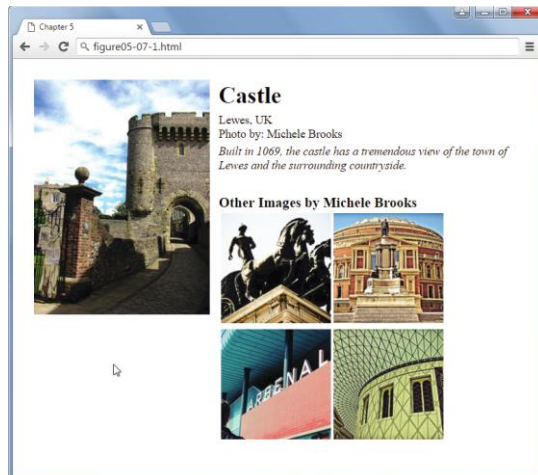 Chapter 5
figure05-07-1.html
Castle
Lewes, UK
Photo by: Michele Brooks
Built in 1069, the castle has a tremendous view of the town of
Lewes and the surrounding countryside.
Other Images by Michele Brooks
ARSENAL